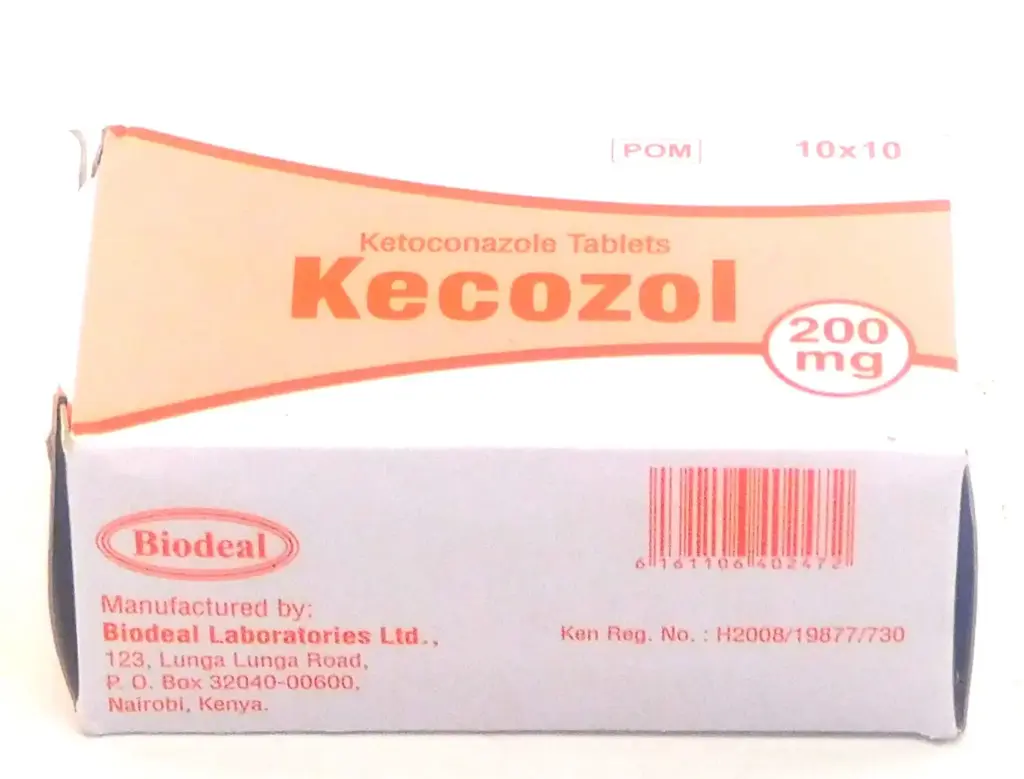 POM 10x10
Ketoconazole Tablets
Kecozol
200
mg
Biodeal
6 161106 402472
Manufactured by:
Biodeal Laboratories Ltd.,
123, Lunga Lunga Road,
P. O. Box 32040-00600,
Nairobi, Kenya.
Ken Reg. No. : H2008/19877/730